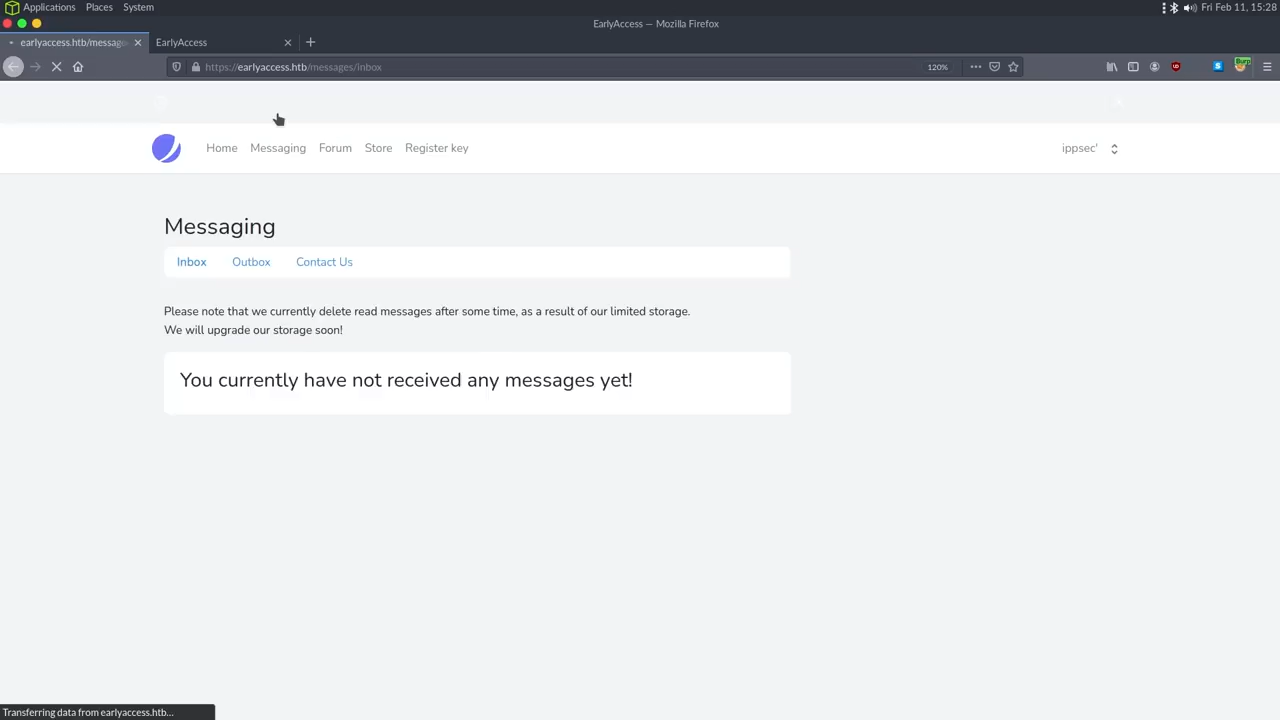 Applications Places System
Fri Feb 11, 15:28
EarlyAccess — Mozilla Firefox
earlyaccess.htb/message
EarlyAccess
https://earlyaccess.htb/messages/inbox
120%
Burp
Home Messaging Forum Store Register key
ippsec'
Messaging
Inbox Outbox Contact Us
Please note that we currently delete read messages after some time, as a result of our limited storage.
We will upgrade our storage soon!
You currently have not received any messages yet!
Transferring data from earlyaccess.htb...